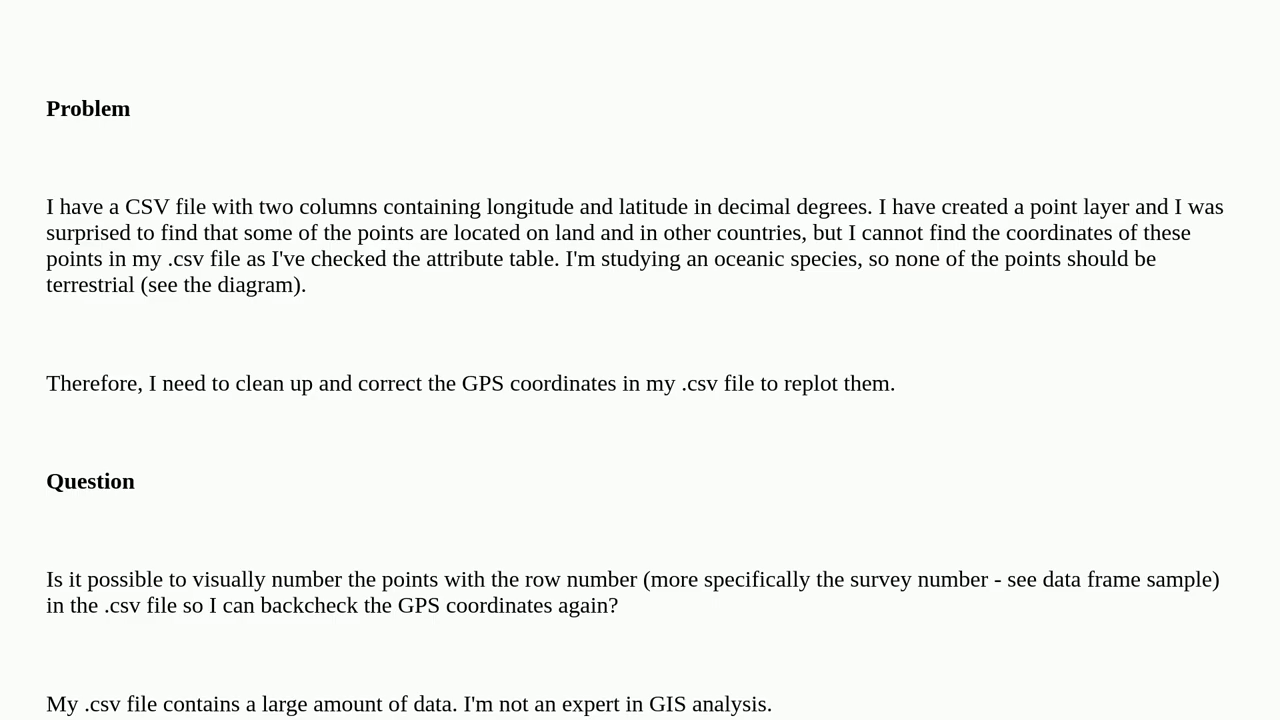 Problem
I have a CSV file with two columns containing longitude and latitude in decimal degrees. I have created a point layer and I was
surprised to find that some of the points are located on land and in other countries, but I cannot find the coordinates of these
points in my .csv file as I've checked the attribute table. I'm studying an oceanic species, so none of the points should be
terrestrial (see the diagram).
Therefore, I need to clean up and correct the GPS coordinates in my .csv file to replot them.
Question
Is it possible to visually number the points with the row number (more specifically the survey number - see data frame sample)
in the .csv file so I can backcheck the GPS coordinates again?
My .csv file contains a large amount of data. I'm not an expert in GIS analysis.